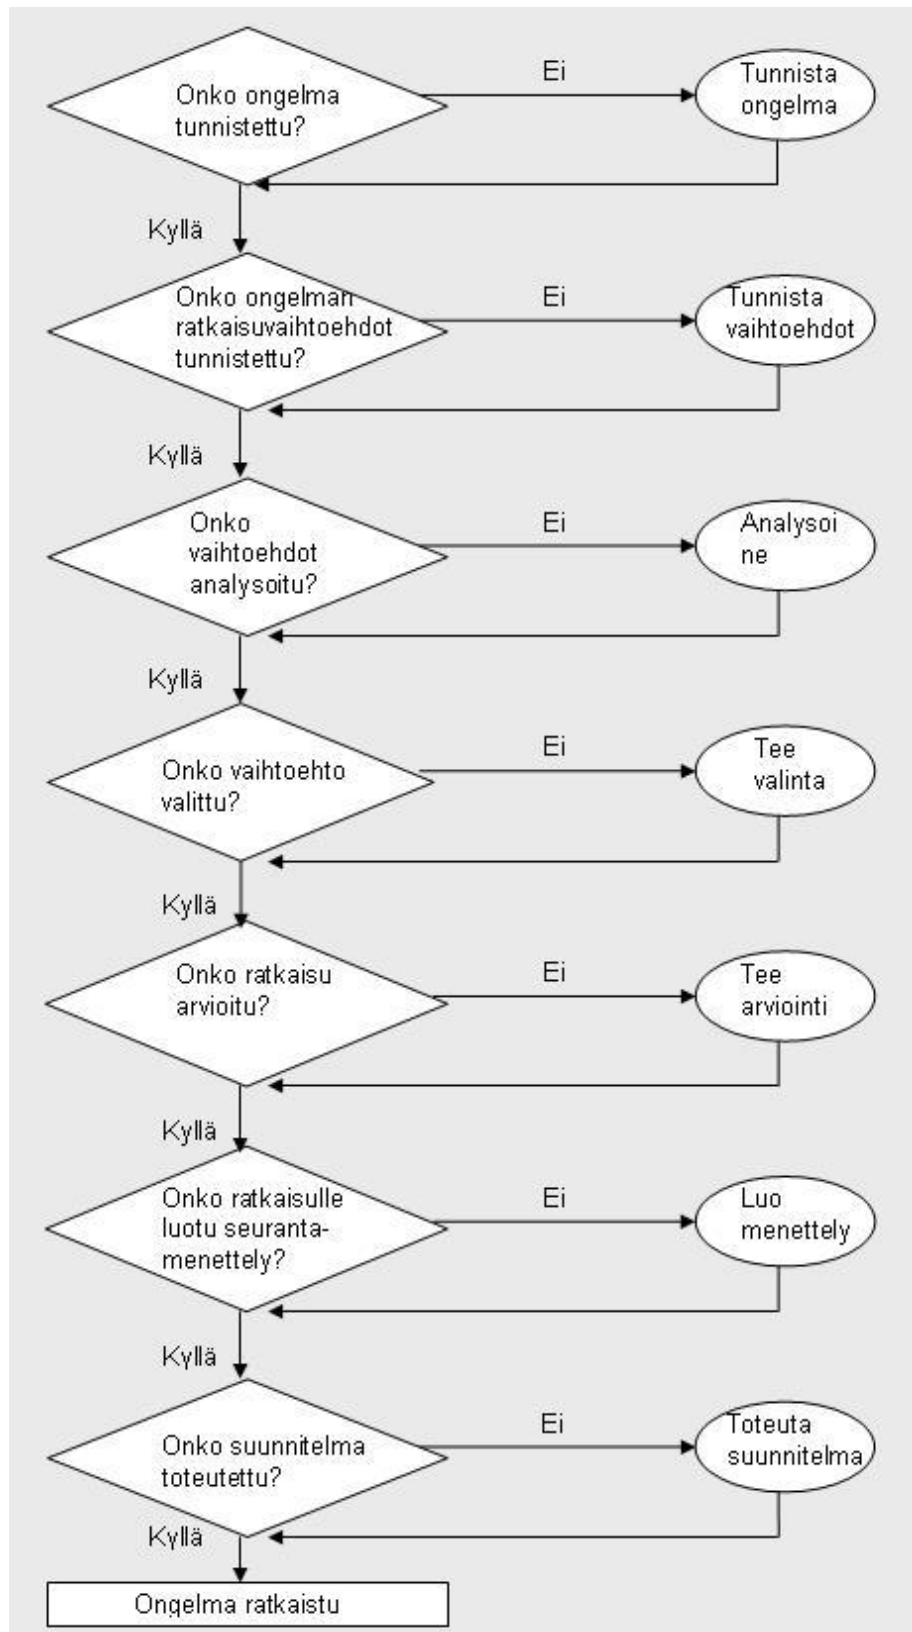 Onko ongelma
tunnistettu?
Ei
Tunnista
ongelma
Kyllä
Onko ongelman
ratkaisuvaihtoehdot
tunnistettu?
Ei
Tunnista
vaihtoehdot
Kyllä
Onko
vaihtoehdot
analysoitu?
Ei
Analysoi
ne
Kyllä
Onko vaihtoehto
valittu?
Ei
Tee
valinta
Kyllä
Onko ratkaisu
arvioitu?
Ei
Tee
arviointi
Kyllä
Onko ratkaisulle
luotu seuranta-
menettely?
Ei
Luo
menettely
Kyllä
Onko suunnitelma
toteutettu?
Ei
Toteuta
suunnitelma
Kyllä
Ongelma ratkaistu